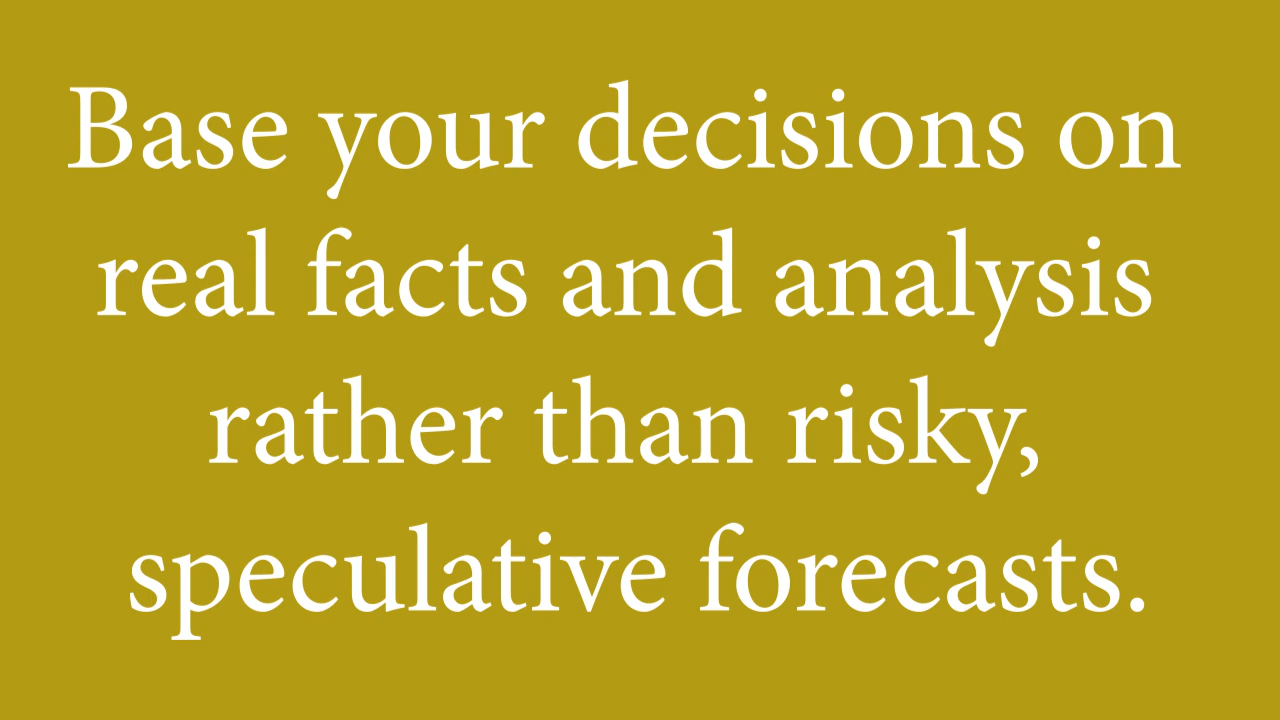 Base your decisions on
real facts and analysis
rather than risky,
speculative forecasts.